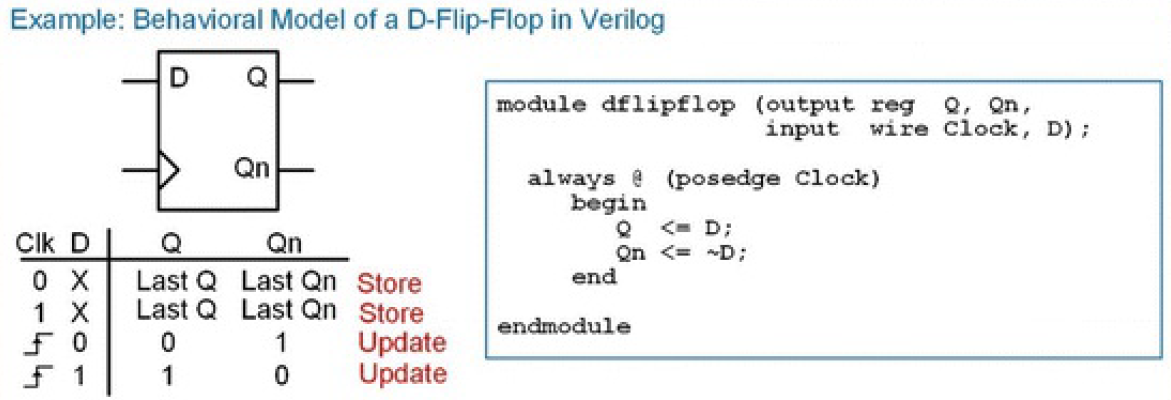 Example: Behavioral Model of a D-Flip-Flop in Verilog
D Q
Qn
Clk D Q Qn
0 X Last Q Last Qn Store
1 X Last Q Last Qn Store
0 0 1 Update
1 1 0 Update
module dflipflop (output reg Q, Qn,
input wire Clock, D);
always @ (posedge Clock)
begin
Q <= D;
Qn <= ~D;
end
endmodule